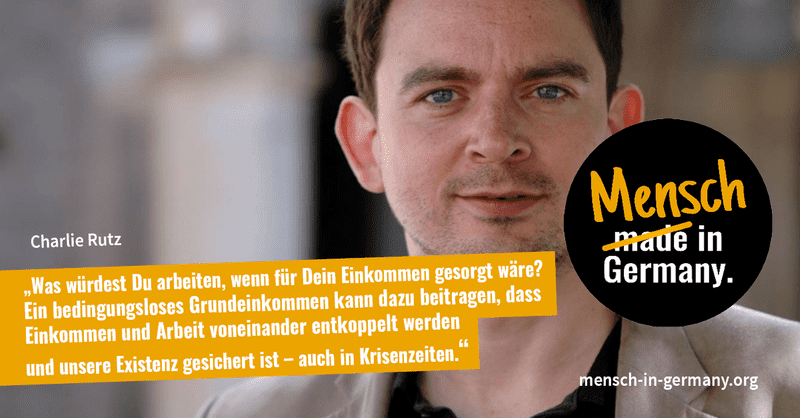 Charlie Rutz
„Was würdest Du arbeiten, wenn für Dein Einkommen gesorgt wäre?
Ein bedingungsloses Grundeinkommen kann dazu beitragen, dass
Einkommen und Arbeit voneinander entkoppelt werden
und unsere Existenz gesichert ist – auch in Krisenzeiten.“
Mensch
made in
Germany.
mensch-in-germany.org